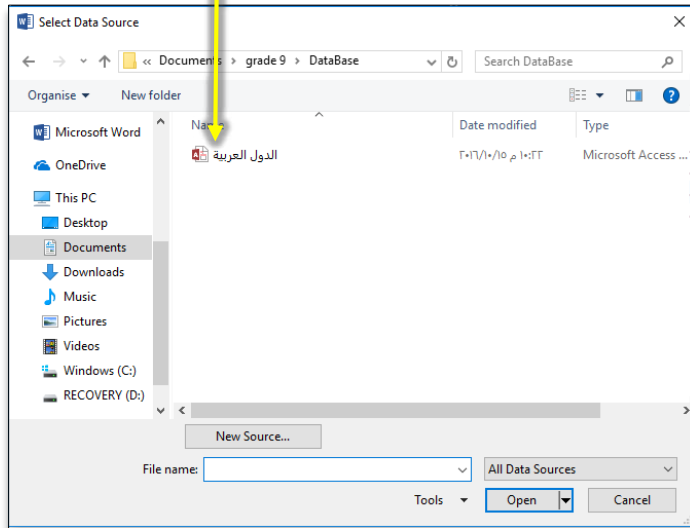 Select Data Source
« Documents > grade 9 > DataBase
Search DataBase
Organise
New folder
Name
Date modified
Type
الدول العربية
٢٠١٦/١٠/١٥ م ١٠:٢٢
Microsoft Access ...
Microsoft Word
OneDrive
This PC
Desktop
Documents
Downloads
Music
Pictures
Videos
Windows (C:)
RECOVERY (D:)
New Source...
File name:
All Data Sources
Tools
Open
Cancel